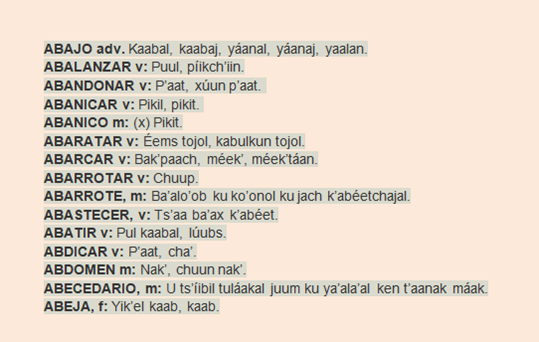 ABAJO adv. Kaabal, kaabaj, yáanal, yáanaj, yaalan.
ABALANZAR v: Puul, píikch’iin.
ABANDONAR v: P’aat, xúun p’aat.
ABANICAR v: Pikil, pikit.
ABANICO m: (x) Pikit.
ABARATAR v: Éems tojol, kabulkun tojol.
ABARCAR v: Bak’paach, méek’, méek’táan.
ABARROTAR v: Chuup.
ABARROTE, m: Ba’alo’ob ku ko’onol ku jach k’abéetchajal.
ABASTECER, v: Ts’aa ba’ax k’abéet.
ABATIR v: Pul kaabal, lúubs.
ABDICAR v: P’aat, cha’.
ABDOMEN m: Nak’, chuun nak’.
ABECEDARIO, m: U ts’íibil tuláakal juum ku ya’ala’al ken t’aanak máak.
ABEJA, f: Yik’el kaab, kaab.